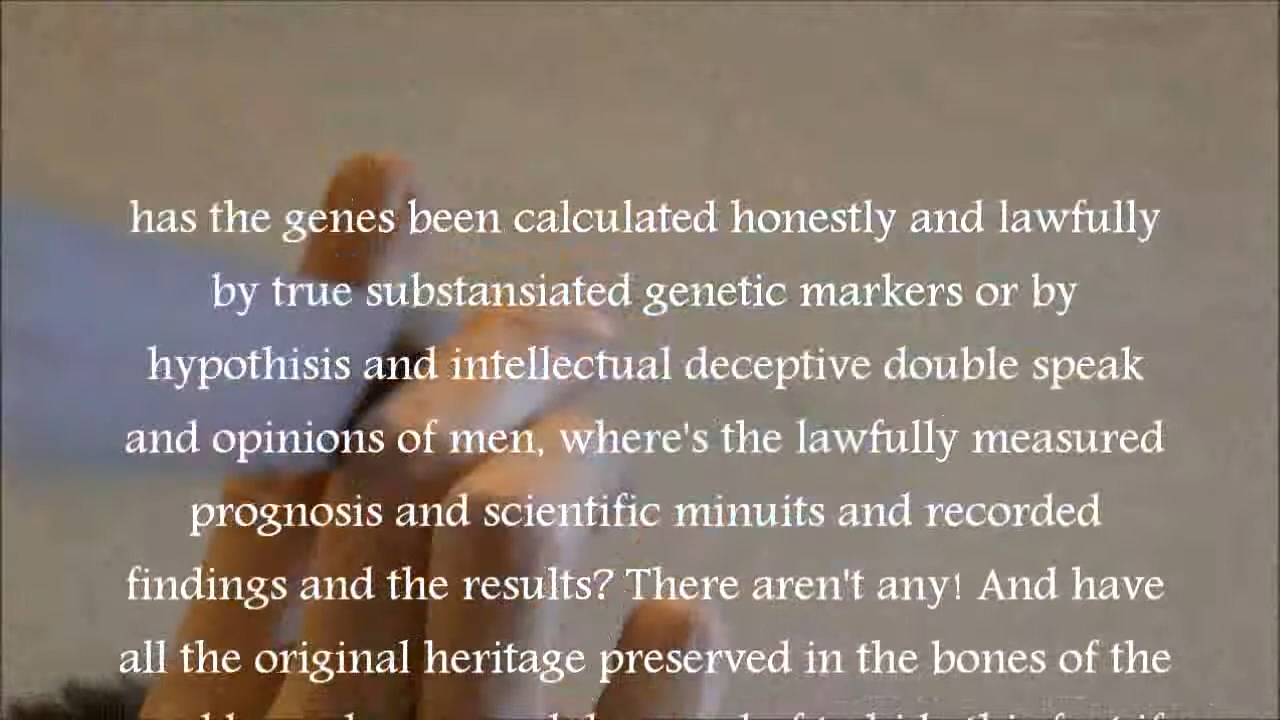 has the genes been calculated honestly and lawfully
by true substansiated genetic markers or by
hypothisis and intellectual deceptive double speak
and opinions of men, where's the lawfully measured
prognosis and scientific minuits and recorded
findings and the results? There aren't any! And have
all the original heritage preserved in the bones of the